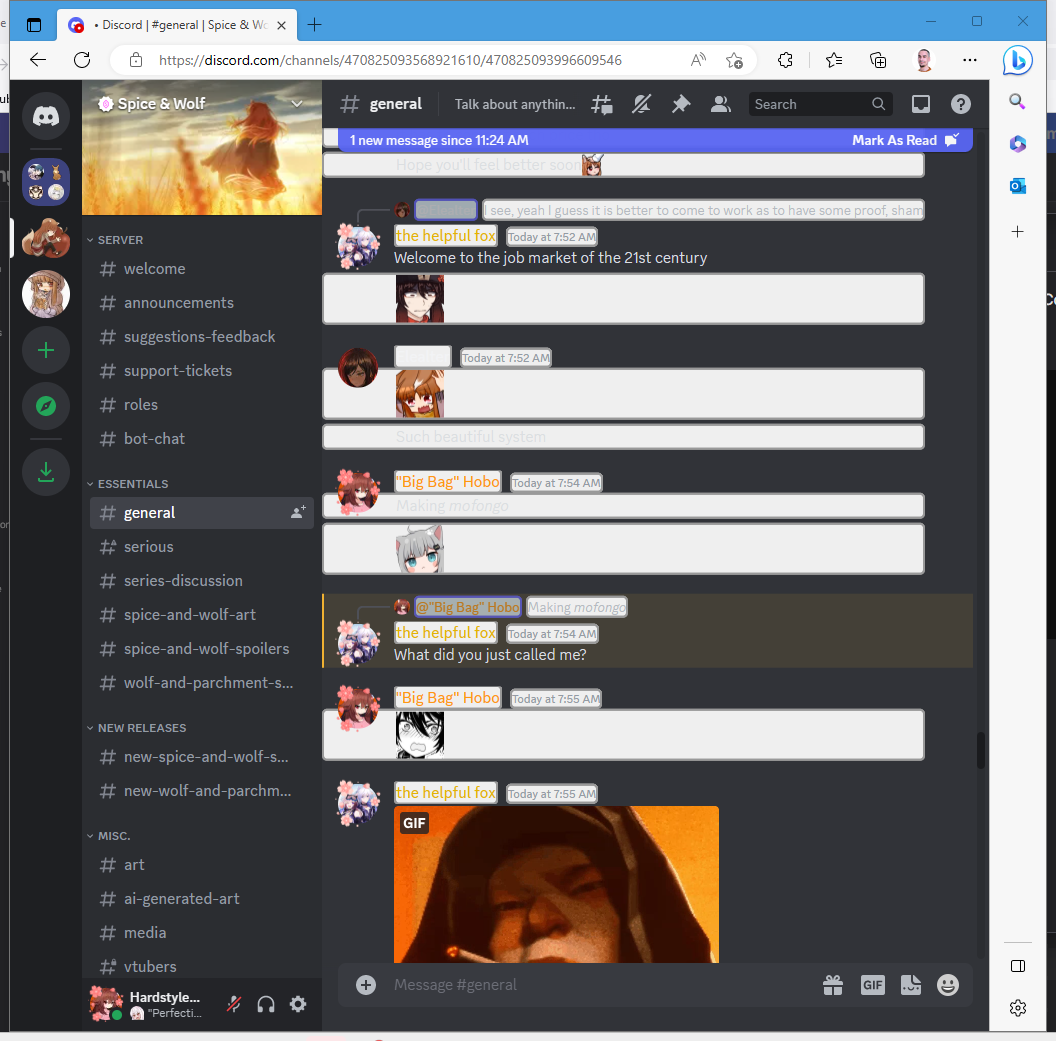 • Discord | #general | Spice & Wo
https://discord.com/channels/470825093568921610/470825093996609546
Spice & Wolf
general
Talk about anythin...
Search
1 new message since 11:24 AM
Mark As Read
Hope you'll feel better soon
I see, yeah I guess it is better to come to work as to have some proof, sham
the helpful fox
Today at 7:52 AM
Welcome to the job market of the 21st century
Today at 7:52 AM
Such beautiful system
"Big Bag" Hobo
Today at 7:54 AM
Making mofongo
@"Big Bag" Hobo
Making mofongo
the helpful fox
Today at 7:54 AM
What did you just called me?
"Big Bag" Hobo
Today at 7:55 AM
the helpful fox
Today at 7:55 AM
GIF
Message #general
GIF
SERVER
welcome
announcements
suggestions-feedback
support-tickets
roles
bot-chat
ESSENTIALS
general
serious
series-discussion
spice-and-wolf-art
spice-and-wolf-spoilers
wolf-and-parchment-s...
NEW RELEASES
new-spice-and-wolf-s...
new-wolf-and-parchm...
MISC.
art
ai-generated-art
media
vtubers
Hardstyle...
"Perfecti...